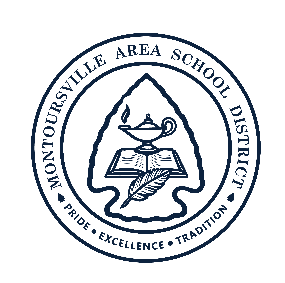 MONTOURSVILLE AREA SCHOOL DISTRICT
PRIDE • EXCELLENCE • TRADITION